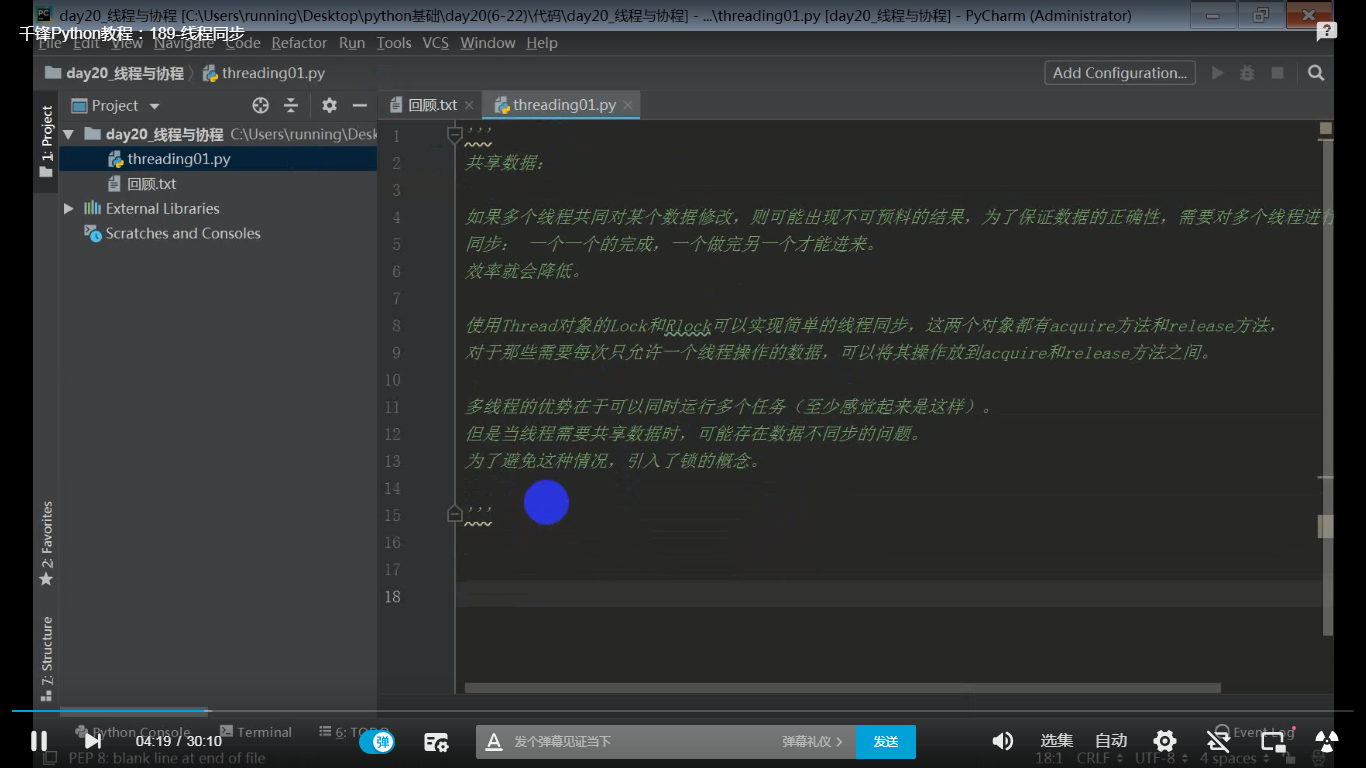 day20_线程与协程 [C:\Users\running\Desktop\python基础\day20(6-22)\代码\day20_线程与协程] - ...\threading01.py [day20_线程与协程] - PyCharm (Administrator)
千锋Python教程：189-线程同步
File Edit View Navigate Code Refactor Run Tools VCS Window Help
day20_线程与协程 threading01.py Add Configuration...
1: Project
Project
回顾.txt threading01.py
day20_线程与协程 C:\Users\running\Desk
threading01.py
回顾.txt
External Libraries
Scratches and Consoles
1 '''
2 共享数据：
3
4 如果多个线程共同对某个数据修改，则可能出现不可预料的结果，为了保证数据的正确性，需要对多个线程进行
5 同步： 一个一个的完成，一个做完另一个才能进来。
6 效率就会降低。
7
8 使用Thread对象的Lock和Rlock可以实现简单的线程同步，这两个对象都有acquire方法和release方法，
9 对于那些需要每次只允许一个线程操作的数据，可以将其操作放到acquire和release方法之间。
10
11 多线程的优势在于可以同时运行多个任务（至少感觉起来是这样）。
12 但是当线程需要共享数据时，可能存在数据不同步的问题。
13 为了避免这种情况，引入了锁的概念。
14
15 '''
16
17
18
2: Favorites
7: Structure
Python Console Terminal 6: TODO Event Log
04:19 / 30:10 弹 发个弹幕见证当下 弹幕礼仪 发送 选集 自动
PEP 8: blank line at end of file 18:1 CRLF UTF-8 4 spaces